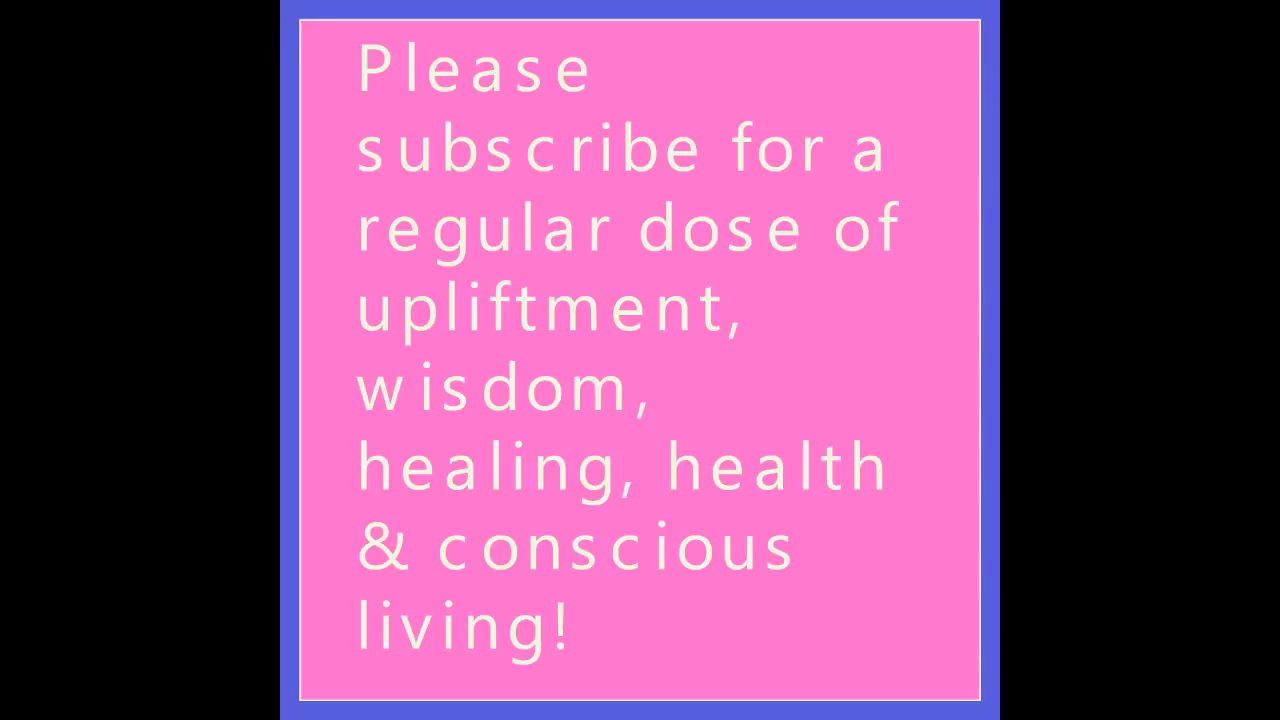 Please
subscribe for a
regular dose of
upliftment,
wisdom,
healing, health
& conscious
living!